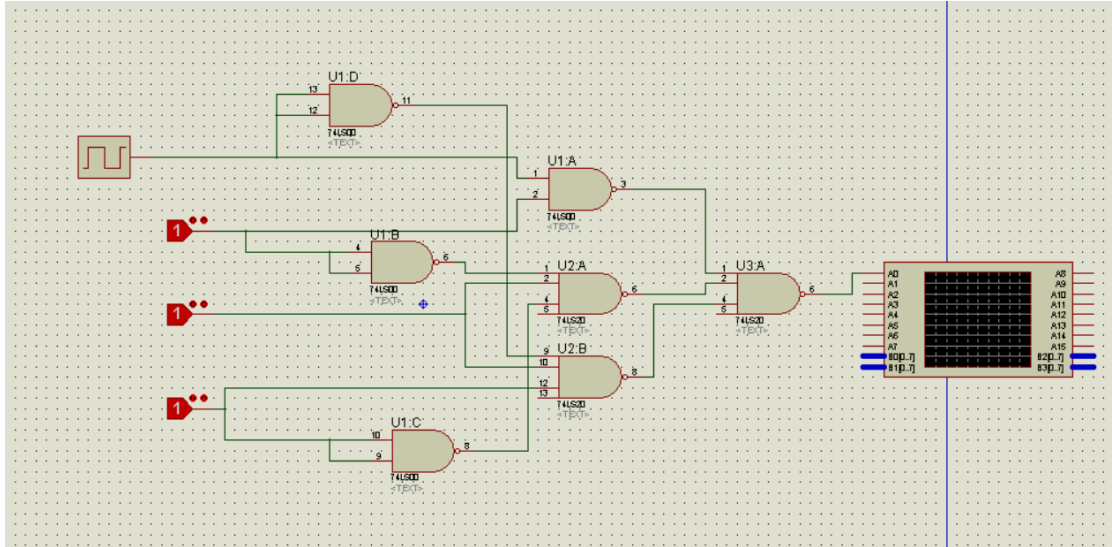 U1:D
13
12
11
74LS00
<TEXT>
U1:A
1
2
3
74LS00
<TEXT>
1
U1:B
4
5
6
74LS00
<TEXT>
1
U2:A
1
2
4
5
6
74LS20
<TEXT>
U3:A
1
2
4
5
6
74LS20
<TEXT>
U2:B
9
10
12
13
8
74LS20
<TEXT>
1
U1:C
10
9
8
74LS00
<TEXT>
A0 A8
A1 A9
A2 A10
A3 A11
A4 A12
A5 A13
A6 A14
A7 A15
B0[0..7] B2[0..7]
B1[0..7] B3[0..7]